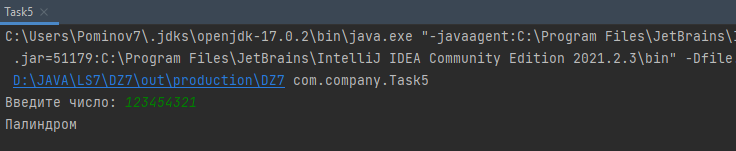 Task5
C:\Users\Pominov7\.jdks\openjdk-17.0.2\bin\java.exe "-javaagent:C:\Program Files\JetBrains\I
.jar=51179:C:\Program Files\JetBrains\IntelliJ IDEA Community Edition 2021.2.3\bin" -Dfile
D:\JAVA\LS7\DZ7\out\production\DZ7 com.company.Task5
Введите число: 123454321
Палиндром